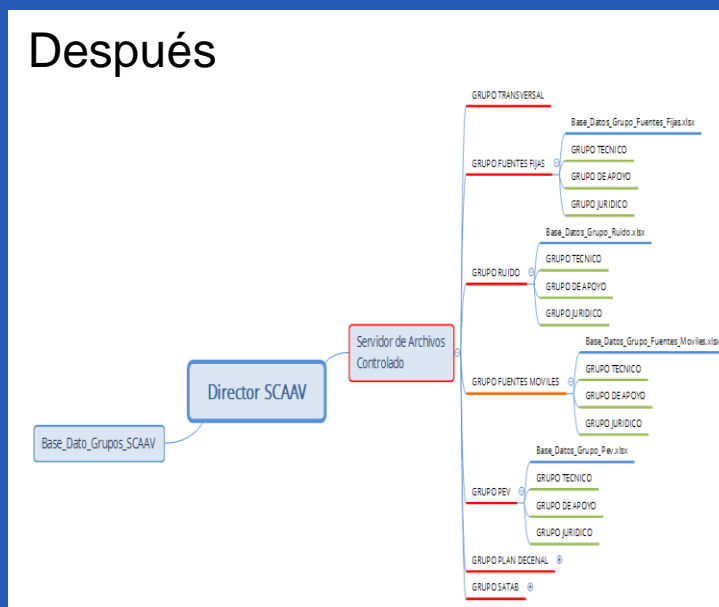 Después
Base_Dato_Grupos_SCAAV
Director SCAAV
Servidor de Archivos
Controlado
GRUPO TRANSVERSAL
GRUPO FUENTES FIJAS
Base_Datos_Grupo_Fuentes_Fijas.xlsx
GRUPO TECNICO
GRUPO DE APOYO
GRUPO JURIDICO
GRUPO RUIDO
Base_Datos_Grupo_Ruido.xlsx
GRUPO TECNICO
GRUPO DE APOYO
GRUPO JURIDICO
GRUPO FUENTES MOVILES
Base_Datos_Grupo_Fuentes_Moviles.xlsx
GRUPO TECNICO
GRUPO DE APOYO
GRUPO JURIDICO
GRUPO PEV
Base_Datos_Grupo_Pev.xlsx
GRUPO TECNICO
GRUPO DE APOYO
GRUPO JURIDICO
GRUPO PLAN DECENAL
GRUPO SATAB